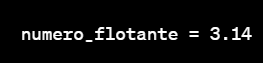 numero_flotante = 3.14